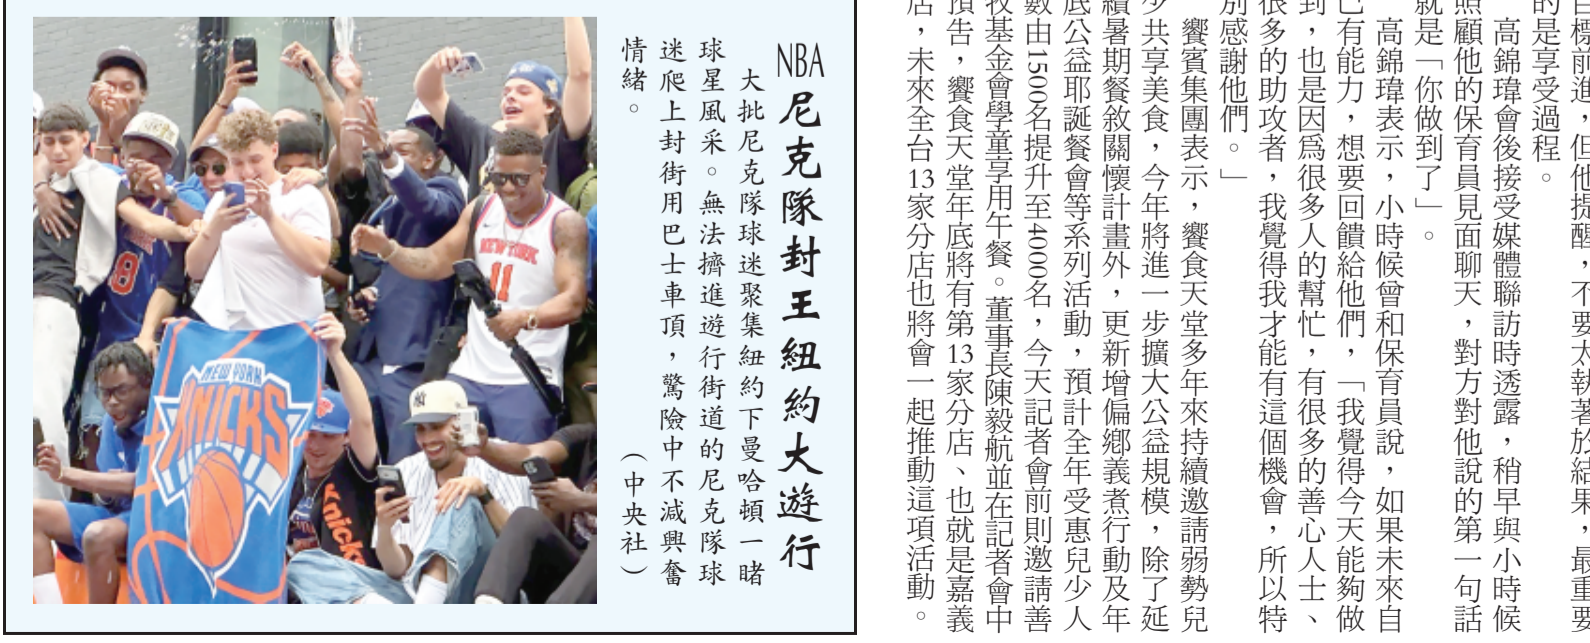 目標前進，但他提醒，不要太執著於結果，最重要
的是享受過程。
高錦瑋會後接受媒體聯訪時透露，稍早與小時候
照顧他的保育員見面聊天，對方對他說的第一句話
就是「你做到了」。
高錦瑋表示，小時候曾和保育員說，如果未來自
己有能力，想要回饋給他們，「我覺得今天能夠做
到，也是因爲很多人的幫忙，有很多的善心人士、
很多的助攻者，我覺得我才能有這個機會，所以特
別感謝他們。」
饗賓集團表示，饗食天堂多年來持續邀請弱勢兒
少共享美食，今年將進一步擴大公益規模，除了延
續暑期餐敘關懷計畫外，更新增偏鄉義煮行動及年
底公益耶誕餐會等系列活動，預計全年受惠兒少人
數由1500名提升至4000名，今天記者會前則邀請善
牧基金會學童享用午餐。董事長陳毅航並在記者會中
預告，饗食天堂年底將有第13家分店、也就是嘉義
店，未來全台13家分店也將會一起推動這項活動。
NBA尼克隊封王紐約大遊行
大批尼克隊球迷聚集紐約下曼哈頓一睹
球星風采。無法擠進遊行街道的尼克隊球
迷爬上封街用巴士車頂，驚險中不減興奮
情緒。（中央社）
NEW YORK
11
8
NEW YORK
KNICKS
Knicks